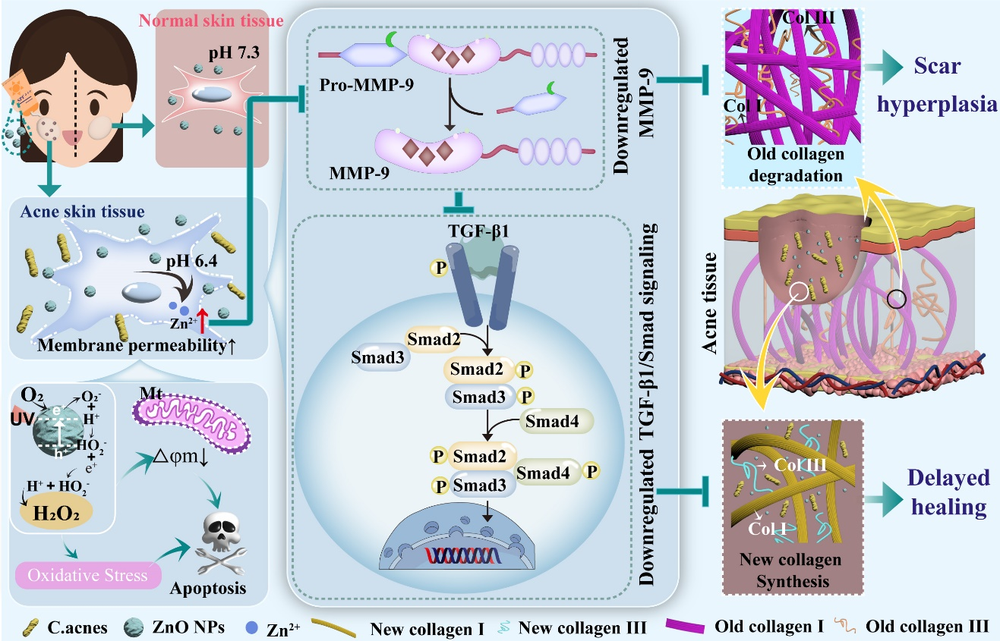 Normal skin tissue
pH 7.3
SPF
Acne skin tissue
pH 6.4
Zn²⁺
Membrane permeability↑
O₂
UV
e⁻
h⁺
O₂⁻
+
H⁺
HO₂⁻
+
e⁺
H⁺ + HO₂⁻
H₂O₂
Mt
△φm↓
Oxidative Stress
Apoptosis
Pro-MMP-9
MMP-9
Downregulated
MMP-9
TGF-β1
P
Smad2
Smad3
Smad2 P
Smad3 P
Smad4
P Smad2
Smad4 P
P Smad3
Downregulated TGF-β1/Smad signaling
Col III
Col I
Old collagen
degradation
Scar
hyperplasia
Acne tissue
Col III
Col I
New collagen
Synthesis
Delayed
healing
C.acnes ZnO NPs Zn²⁺ New collagen I New collagen III Old collagen I Old collagen III